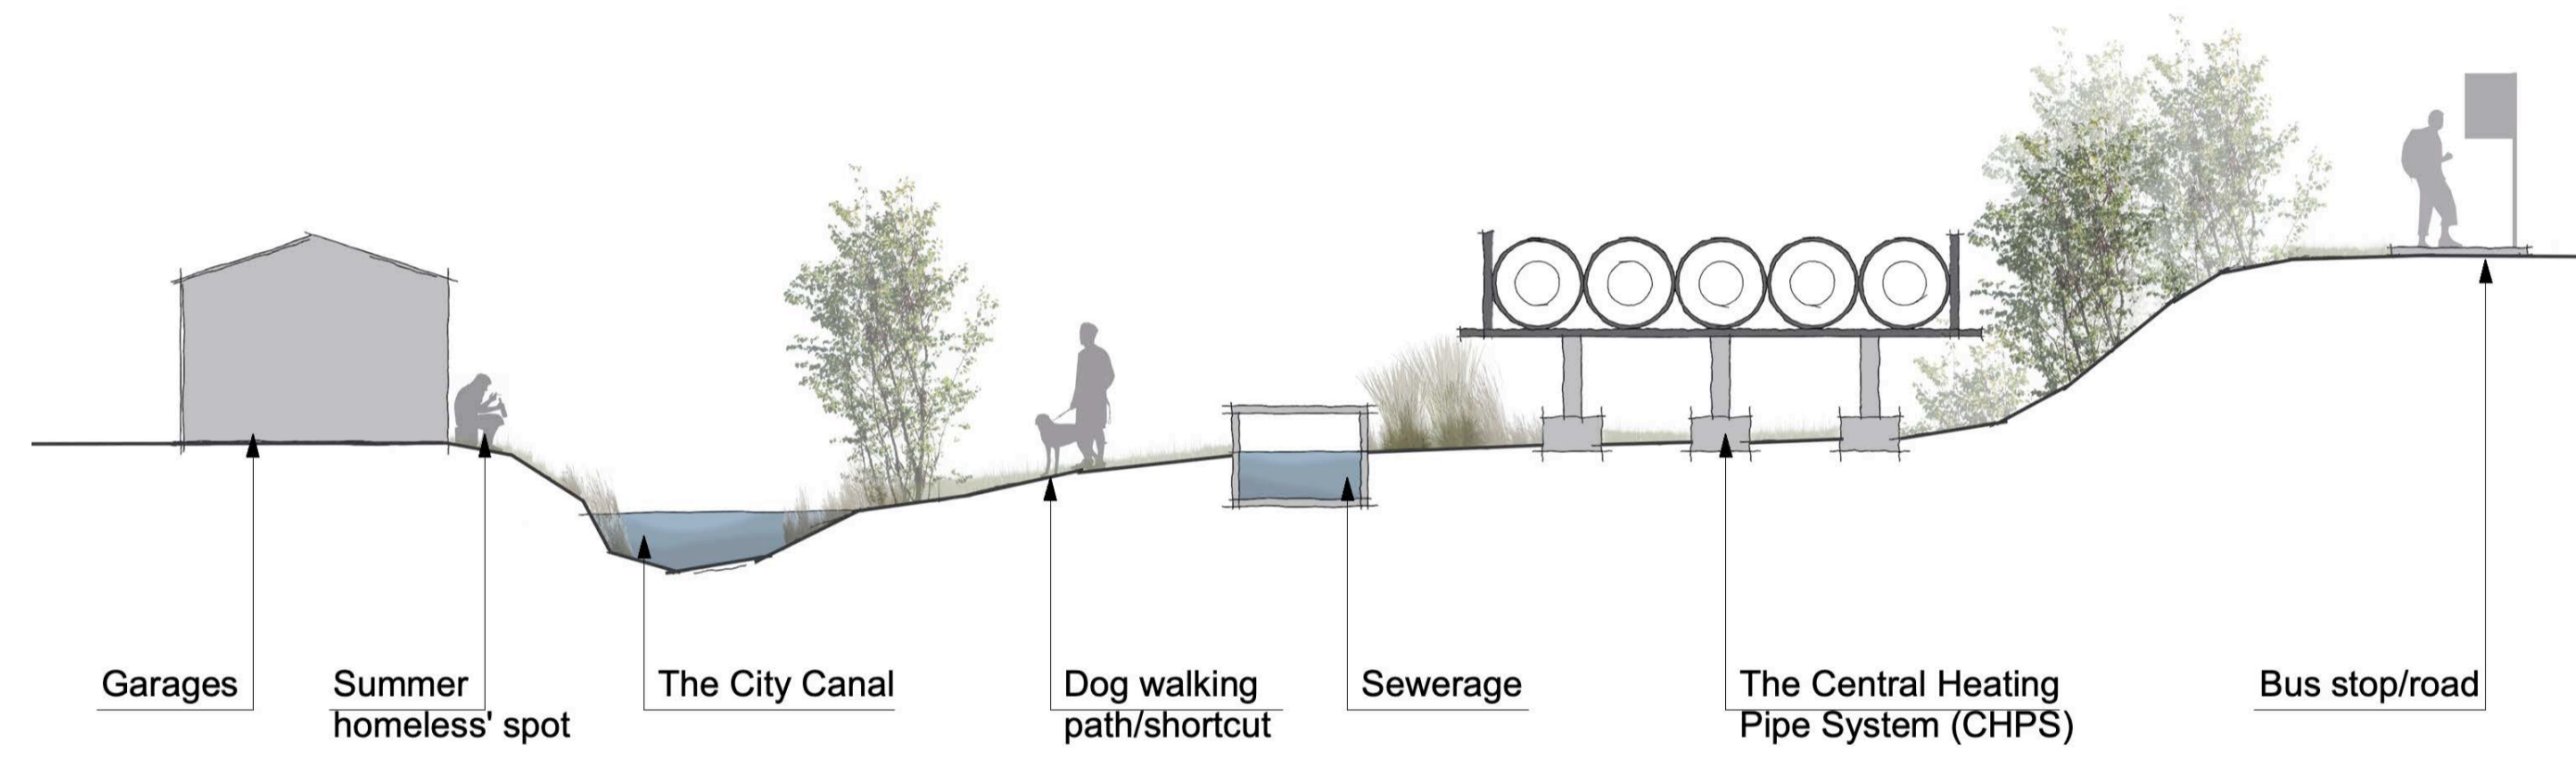 Garages
Summer
homeless' spot
The City Canal
Dog walking
path/shortcut
Sewerage
The Central Heating
Pipe System (CHPS)
Bus stop/road